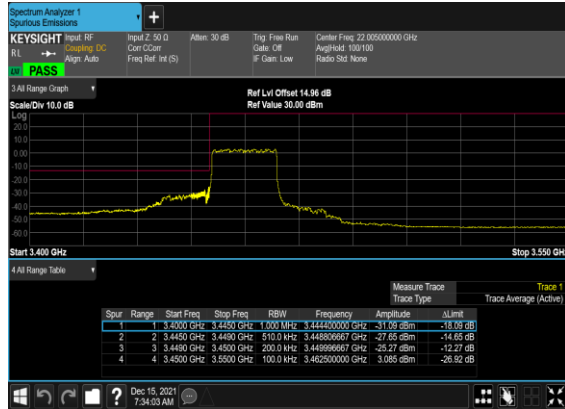 Spectrum Analyzer 1
Spurious Emissions
+
KEYSIGHT Input: RF Input Z: 50 Ω Atten: 30 dB Trig: Free Run Center Freq: 22.005000000 GHz
RL Coupling: DC Corr CCorr Gate: Off Avg|Hold: 100/100
Align: Auto Freq Ref: Int (S) IF Gain: Low Radio Std: None
PASS
3 All Range Graph
Ref Lvl Offset 14.96 dB
Scale/Div 10.0 dB Ref Value 30.00 dBm
Log
20.0
10.0
0.00
-10.0
-20.0
-30.0
-40.0
-50.0
-60.0
Start 3.400 GHz Stop 3.550 GHz
4 All Range Table
Measure Trace Trace 1
Trace Type Trace Average (Active)
Spur Range Start Freq Stop Freq RBW Frequency Amplitude ΔLimit
1 1 3.4000 GHz 3.4450 GHz 1.000 MHz 3.444400000 GHz -31.09 dBm -18.09 dB
2 2 3.4450 GHz 3.4490 GHz 510.0 kHz 3.448806667 GHz -27.65 dBm -14.65 dB
3 3 3.4490 GHz 3.4500 GHz 200.0 kHz 3.449996667 GHz -25.27 dBm -12.27 dB
4 4 3.4500 GHz 3.5500 GHz 100.0 kHz 3.462500000 GHz 3.085 dBm -26.92 dB
? Dec 15, 2021
7:34:03 AM